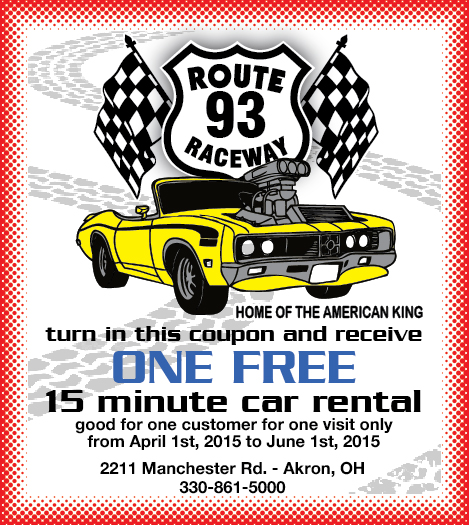 ROUTE
93
RACEWAY
HOME OF THE AMERICAN KING
turn in this coupon and receive
ONE FREE
15 minute car rental
good for one customer for one visit only
from April 1st, 2015 to June 1st, 2015
2211 Manchester Rd. - Akron, OH
330-861-5000